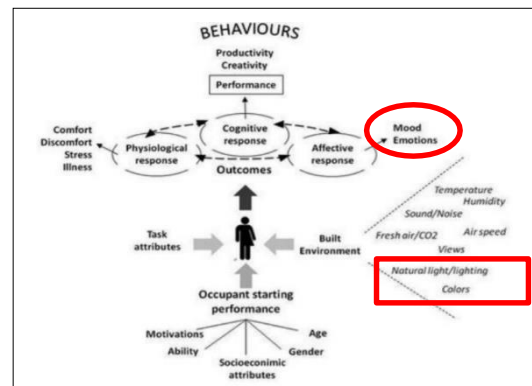 BEHAVIOURS
Productivity
Creativity
Performance
Mood
Emotions
Cognitive
response
Comfort
Discomfort
Stress
Illness
Physiological
response
Affective
response
Outcomes
Temperature
Humidity
Sound/Noise
Fresh air/CO2
Air speed
Views
Task
attributes
Built
Environment
Natural light/lighting
Colors
Occupant starting
performance
Motivations
Age
Ability
Gender
Socioeconimic
attributes